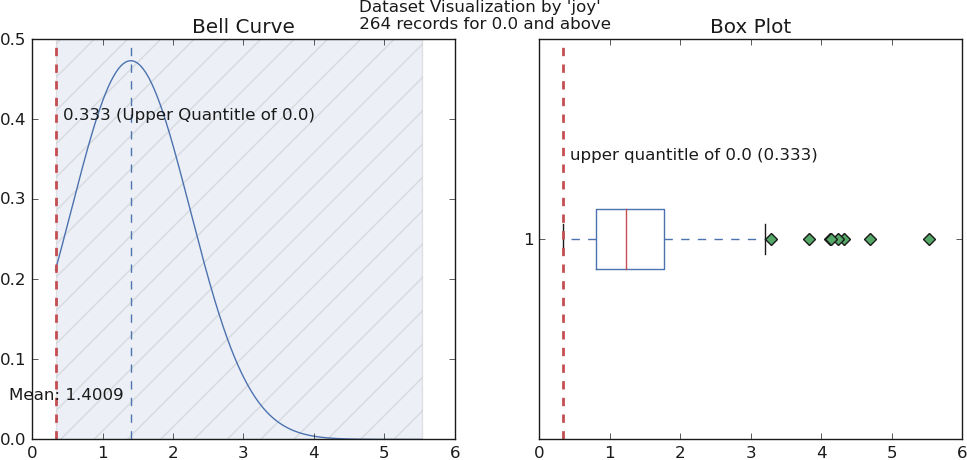 Dataset Visualization by 'joy'
264 records for 0.0 and above
Bell Curve
0.5
0.4
0.3
0.2
0.1
0.0
0.333 (Upper Quantitle of 0.0)
Mean: 1.4009
0 1 2 3 4 5 6
Box Plot
upper quantitle of 0.0 (0.333)
1
0 1 2 3 4 5 6